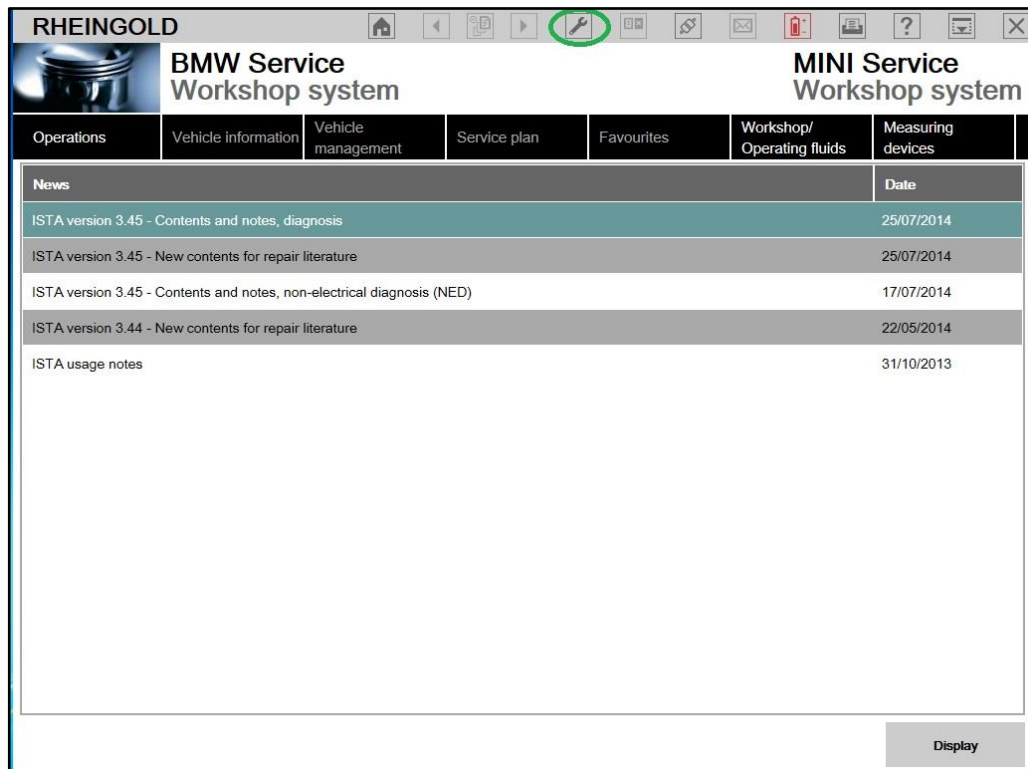 RHEINGOLD
BMW Service
Workshop system
MINI Service
Workshop system
Operations
Vehicle information
Vehicle
management
Service plan
Favourites
Workshop/
Operating fluids
Measuring
devices
News Date
ISTA version 3.45 - Contents and notes, diagnosis 25/07/2014
ISTA version 3.45 - New contents for repair literature 25/07/2014
ISTA version 3.45 - Contents and notes, non-electrical diagnosis (NED) 17/07/2014
ISTA version 3.44 - New contents for repair literature 22/05/2014
ISTA usage notes 31/10/2013
Display